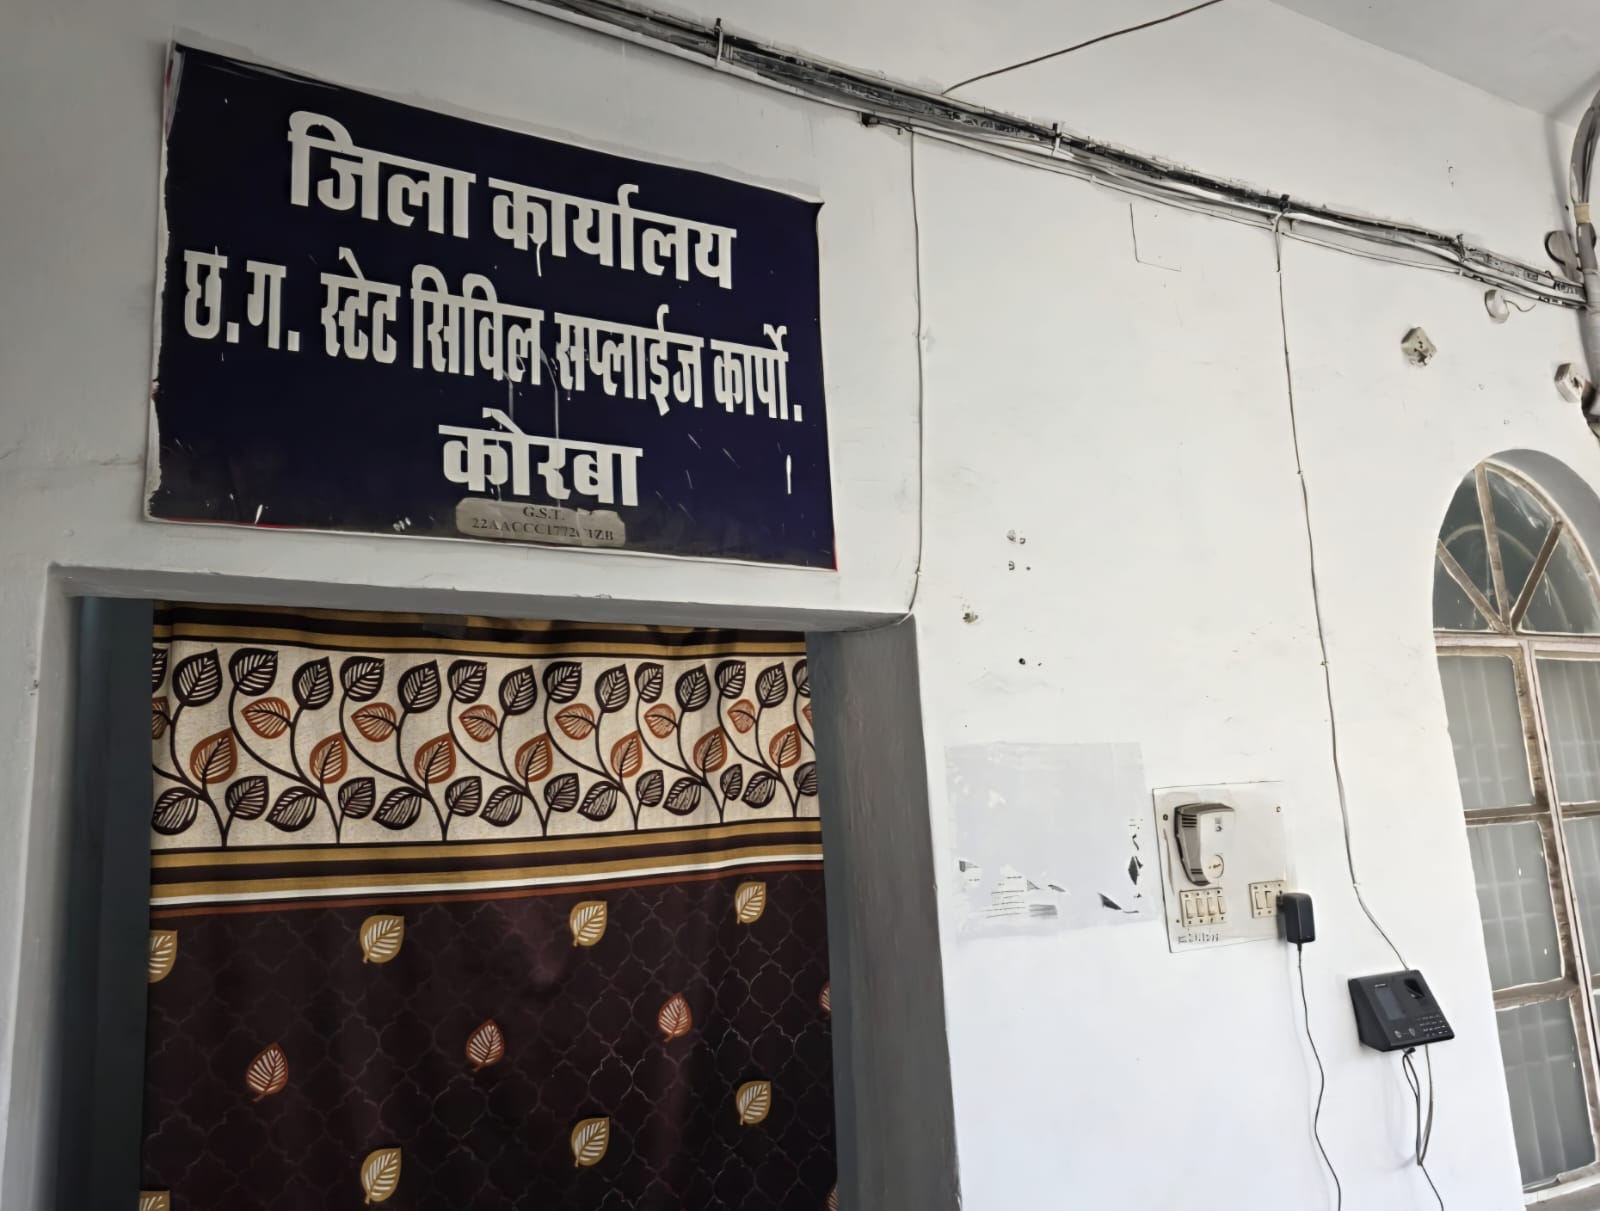 जिला कार्यालय
छ.ग. स्टेट सिविल सप्लाईज कार्पो.
कोरबा
G.S.T.